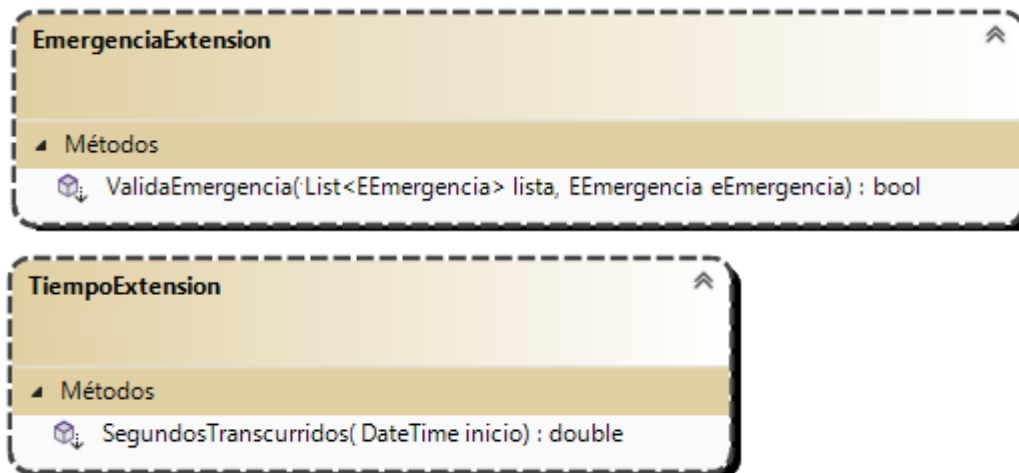 EmergenciaExtension
Métodos
ValidaEmergencia( List<EEmergencia> lista, EEmergencia eEmergencia) : bool
TiempoExtension
Métodos
SegundosTranscurridos( DateTime inicio) : double